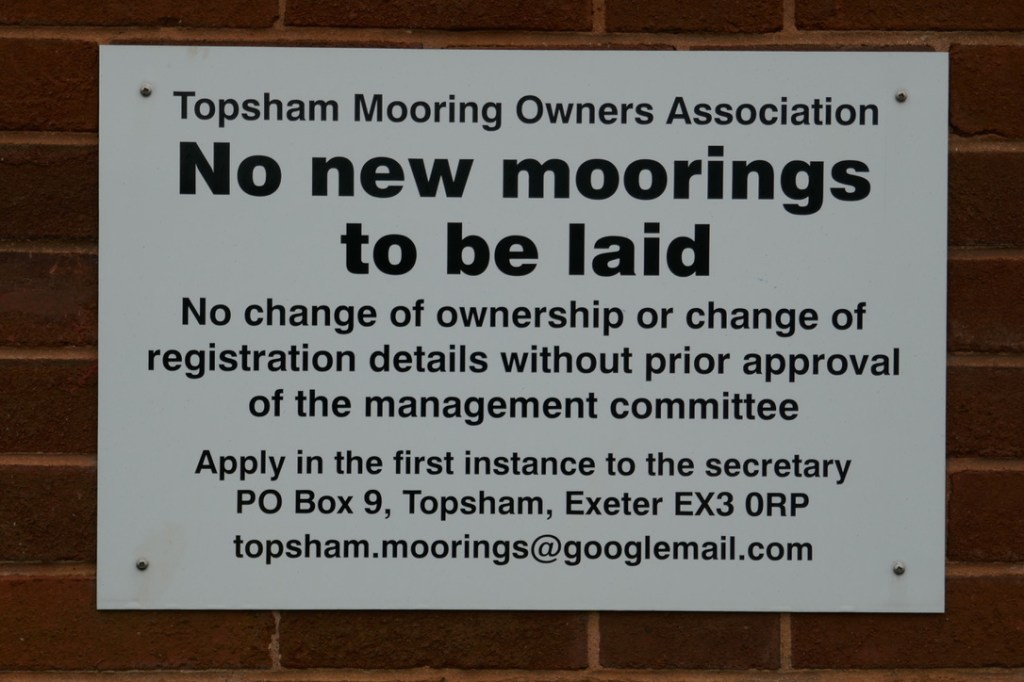 Topsham Mooring Owners Association
No new moorings
to be laid
No change of ownership or change of
registration details without prior approval
of the management committee
Apply in the first instance to the secretary
PO Box 9, Topsham, Exeter EX3 0RP
topsham.moorings@googlemail.com